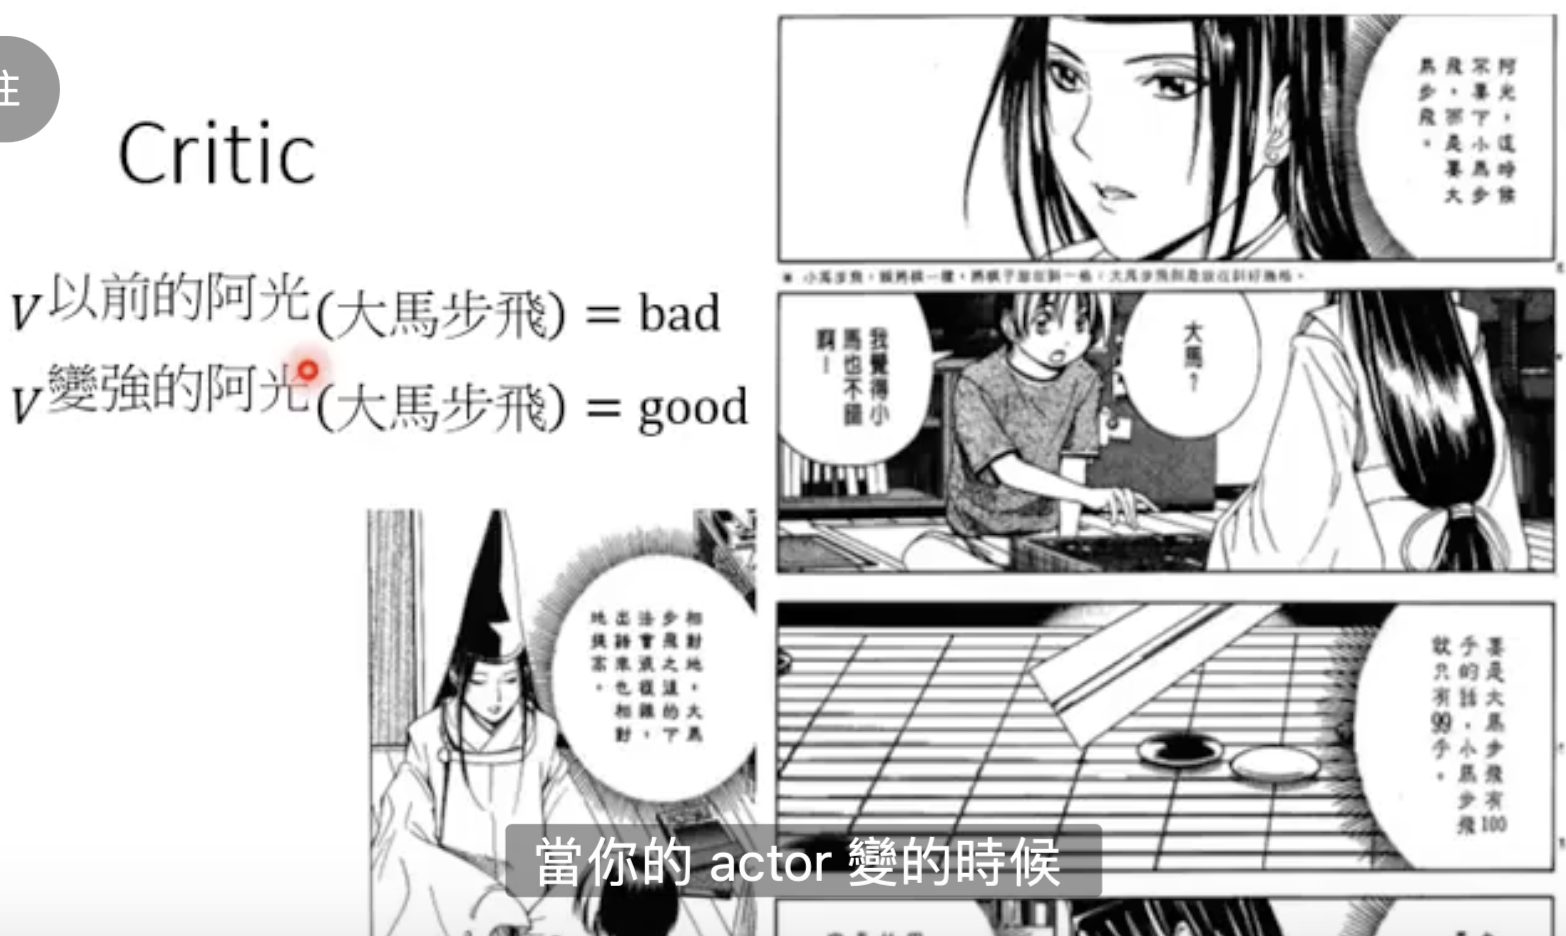 主
Critic
V以前的阿光(大馬步飛) = bad
V變強的阿光(大馬步飛) = good
阿光，這時候
不要下小馬步
飛，而是要大
馬步飛。
大馬？
我覺得小
馬也不錯
啊！
要是大馬步飛有100
手的話，小馬步飛
就只有99手。
相對地，大馬
步飛之後的下
法會很複雜，
出錯率也相對
地提高。
當你的 actor 變的時候